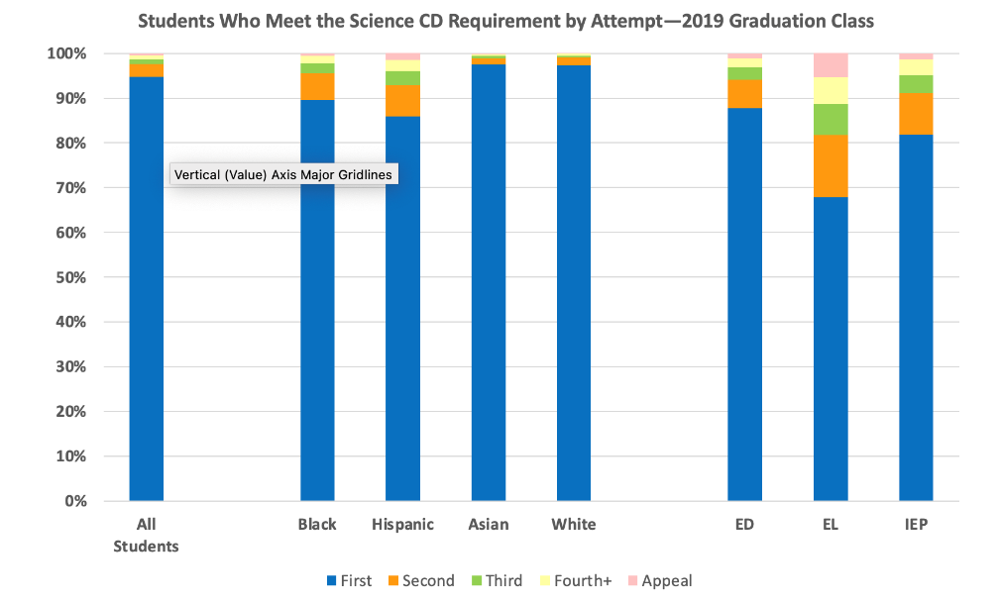 Students Who Meet the Science CD Requirement by Attempt—2019 Graduation Class
100%
90%
80%
Vertical (Value) Axis Major Gridlines
70%
60%
50%
40%
30%
20%
10%
0%
All Students Black Hispanic Asian White ED EL IEP
First Second Third Fourth+ Appeal